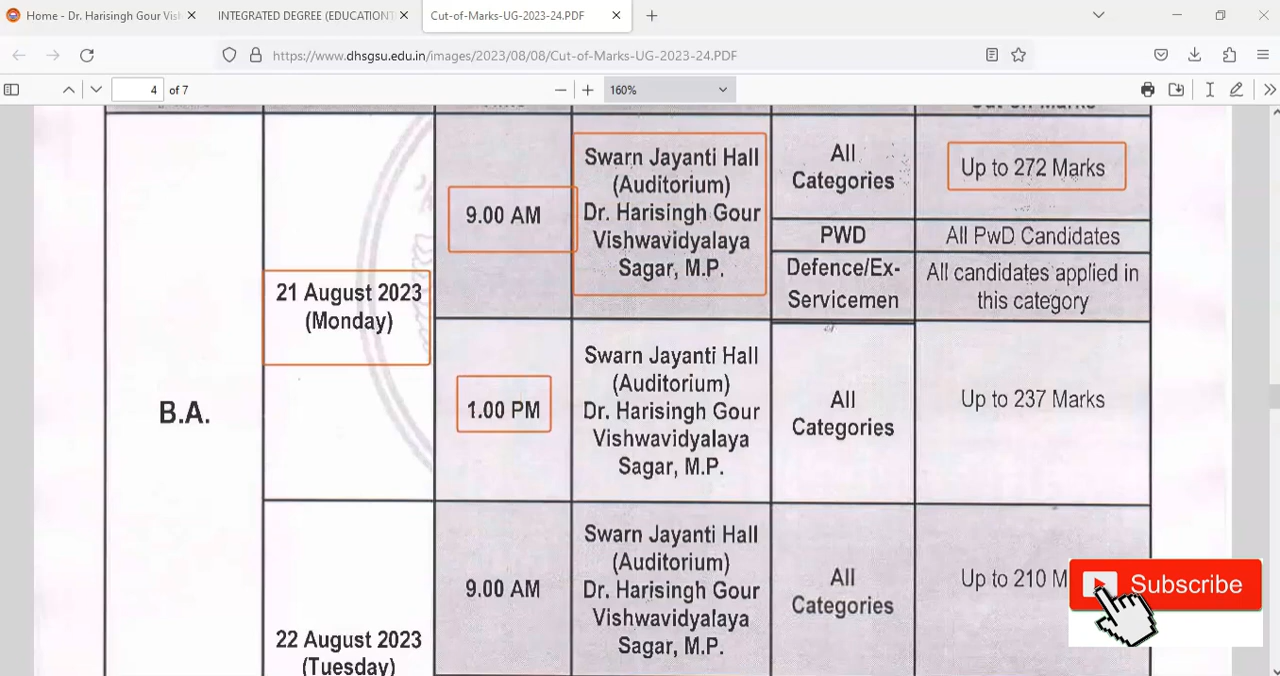 Home - Dr. Harisingh Gour Vish
INTEGRATED DEGREE (EDUCATION
Cut-of-Marks-UG-2023-24.PDF
https://www.dhsgsu.edu.in/images/2023/08/08/Cut-of-Marks-UG-2023-24.PDF
4 of 7
160%
B.A.
21 August 2023
(Monday)
9.00 AM
Swarn Jayanti Hall
(Auditorium)
Dr. Harisingh Gour
Vishwavidyalaya
Sagar, M.P.
All
Categories
Up to 272 Marks
PWD
All PwD Candidates
Defence/Ex-
Servicemen
All candidates applied in
this category
1.00 PM
Swarn Jayanti Hall
(Auditorium)
Dr. Harisingh Gour
Vishwavidyalaya
Sagar, M.P.
All
Categories
Up to 237 Marks
22 August 2023
(Tuesday)
9.00 AM
Swarn Jayanti Hall
(Auditorium)
Dr. Harisingh Gour
Vishwavidyalaya
Sagar, M.P.
All
Categories
Up to 210 M
Subscribe